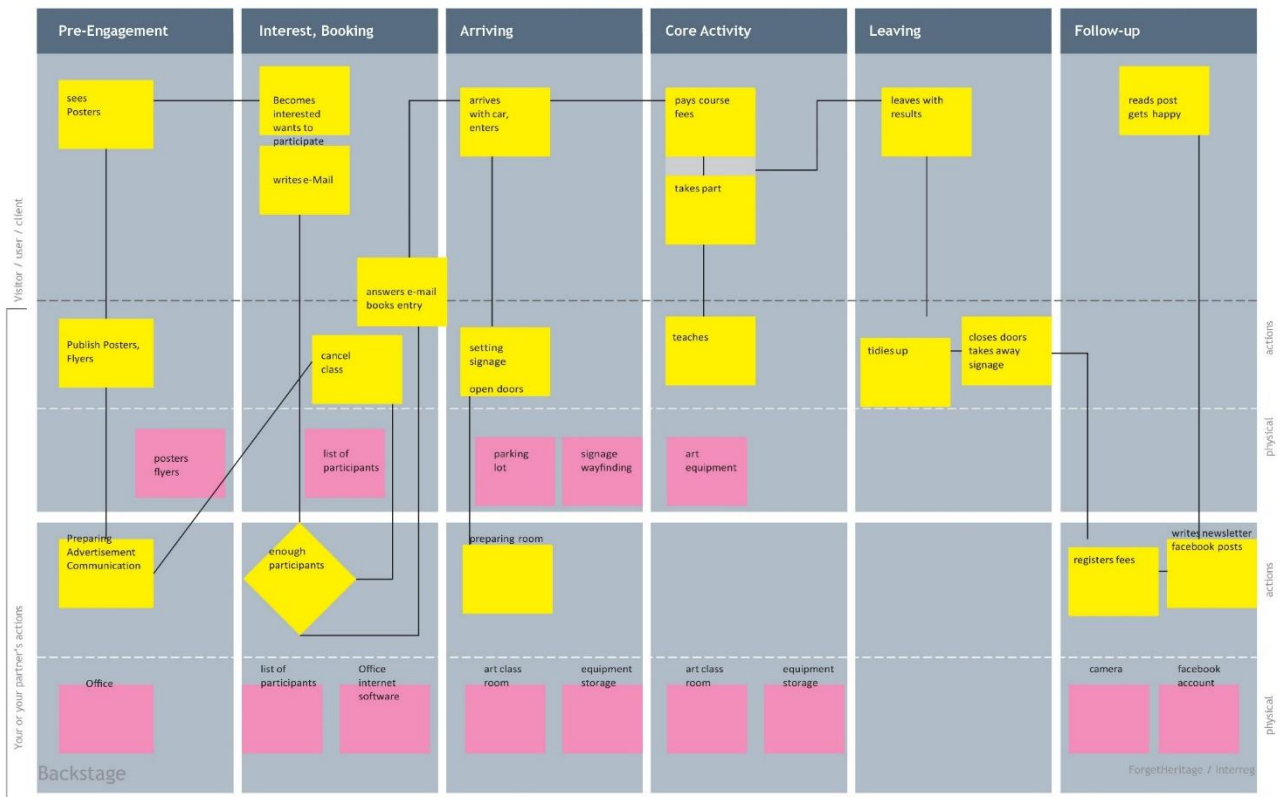 Pre-Engagement
Interest, Booking
Arriving
Core Activity
Leaving
Follow-up
sees
Posters
Becomes
interested
wants to
participate
writes e-Mail
arrives
with car,
enters
pays course
fees
takes part
leaves with
results
reads post
gets happy
Visitor / user / client
answers e-mail
books entry
Publish Posters,
Flyers
cancel
class
setting
signage
open doors
teaches
tidies up
closes doors
takes away
signage
actions
posters
flyers
list of
participants
parking
lot
signage
wayfinding
art
equipment
physical
Preparing
Advertisement
Communication
enough
participants
preparing room
registers fees
writes newsletter
facebook posts
actions
Your or your partner's actions
Office
list of
participants
Office
internet
software
art class
room
equipment
storage
art class
room
equipment
storage
camera
facebook
account
physical
Backstage
ForgetHeritage / Interreg